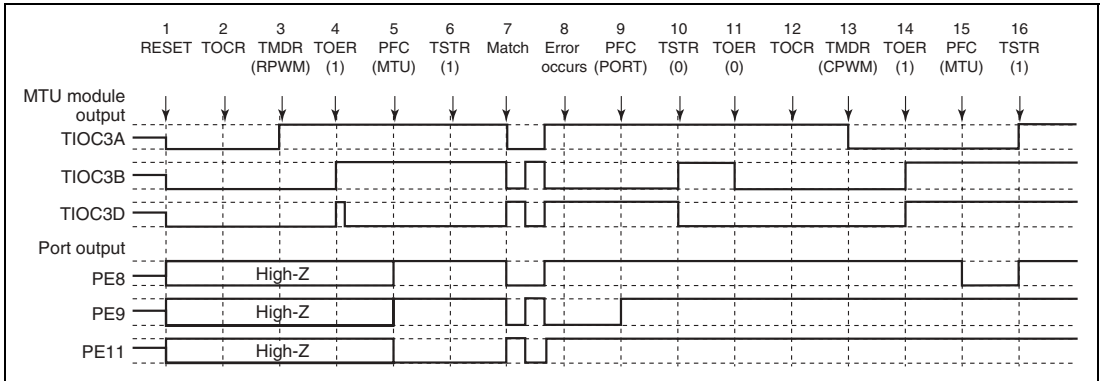 1 2 3 4 5 6 7 8 9 10 11 12 13 14 15 16
RESET TOCR TMDR TOER PFC TSTR Match Error PFC TSTR TOER TOCR TMDR TOER PFC TSTR
(RPWM) (1) (MTU) (1) occurs (PORT) (0) (0) (CPWM) (1) (MTU) (1)
MTU module
output
TIOC3A
TIOC3B
TIOC3D
Port output
PE8 High-Z
PE9 High-Z
PE11 High-Z